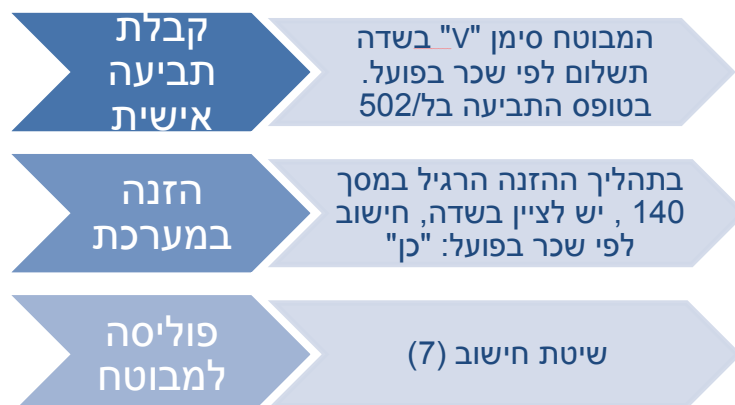 קבלת
תביעה
אישית
המבוטח סימן "V" בשדה
תשלום לפי שכר בפועל.
בטופס התביעה בל/502
הזנה
במערכת
בתהליך ההזנה הרגיל במסך
140 , יש לציין בשדה, חישוב
לפי שכר בפועל: "כן"
פוליסה
למבוטח
שיטת חישוב (7)